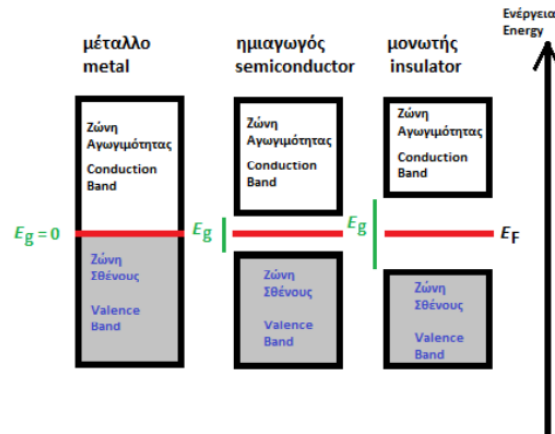 Ενέργεια
Energy
μέταλλο
metal
ημιαγωγός
semiconductor
μονωτής
insulator
Ζώνη
Αγωγιμότητας
Conduction
Band
Ζώνη
Αγωγιμότητας
Conduction
Band
Ζώνη
Αγωγιμότητας
Conduction
Band
Eg = 0
Eg
Eg
EF
Ζώνη
Σθένους
Valence
Band
Ζώνη
Σθένους
Valence
Band
Ζώνη
Σθένους
Valence
Band